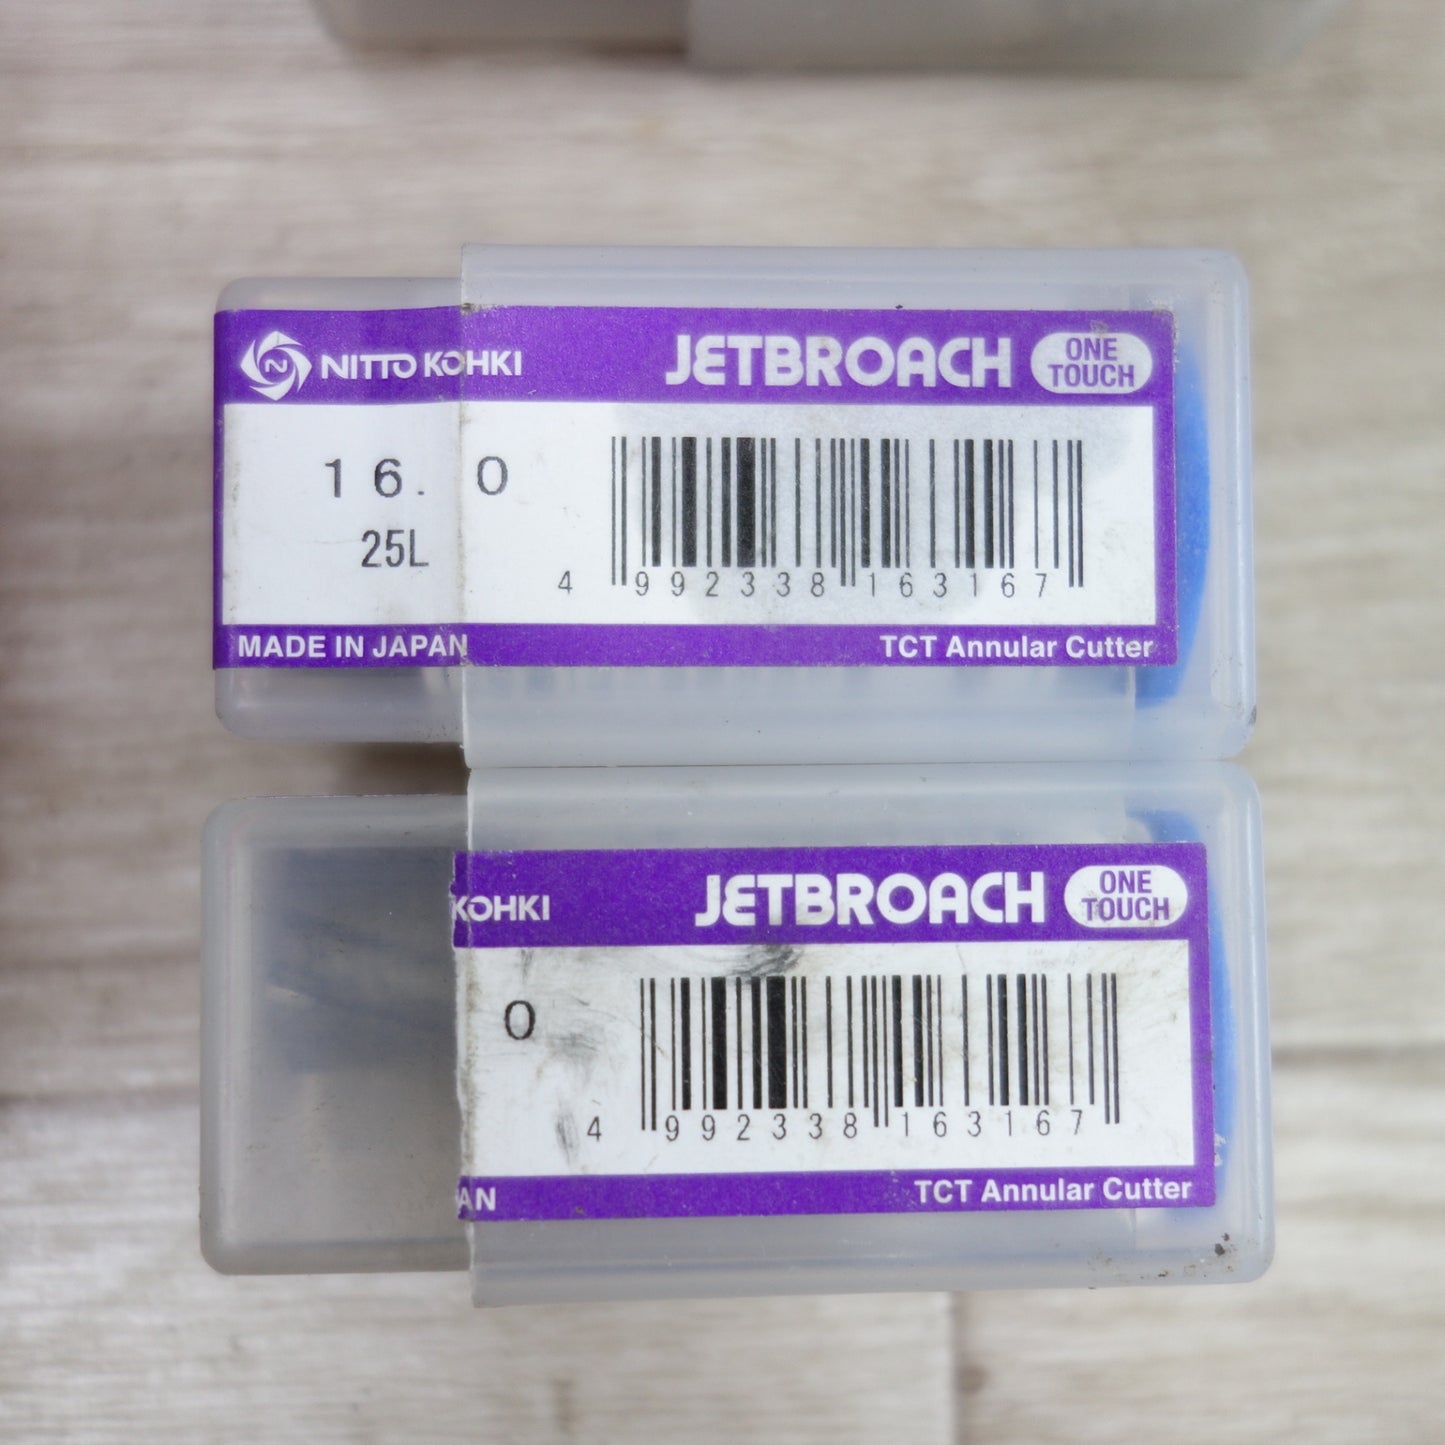 NITTO KOHKI JETBROACH ONE TOUCH
16.0
25L
4 992338 163167
MADE IN JAPAN TCT Annular Cutter
KOHKI JETBROACH ONE TOUCH
0
4 992338 163167
AN TCT Annular Cutter